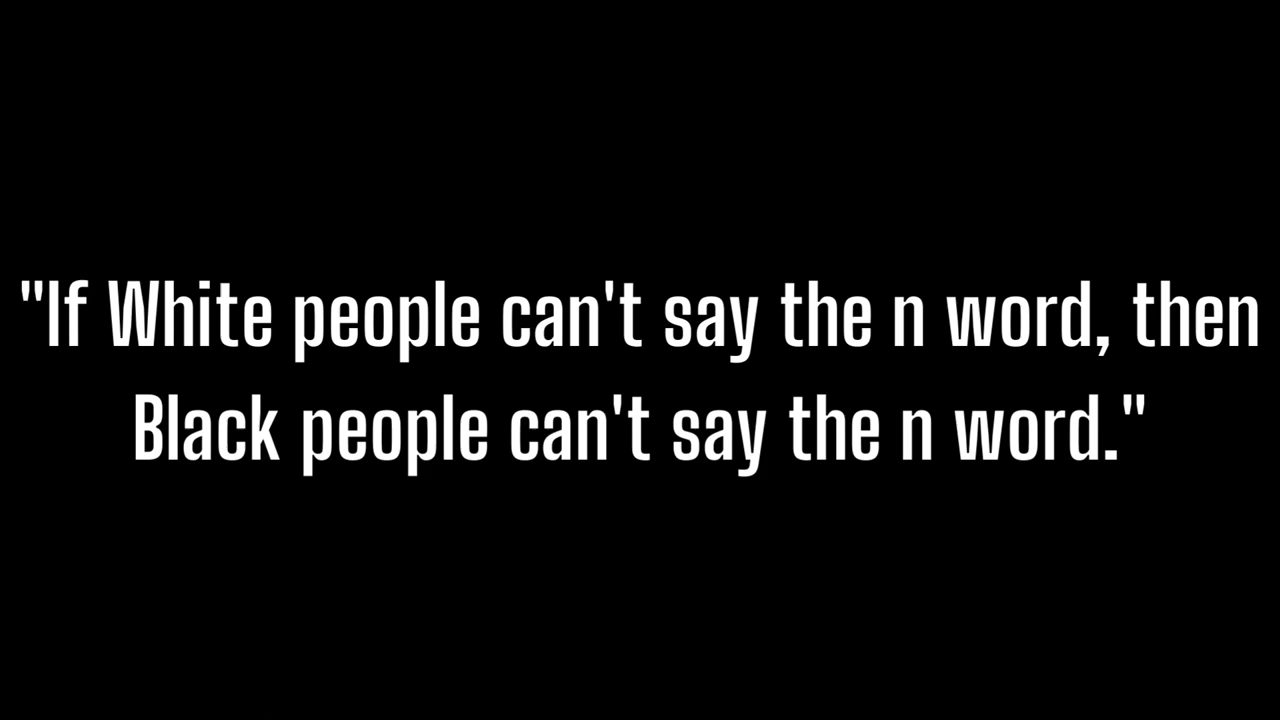 "If White people can't say the n word, then
Black people can't say the n word."